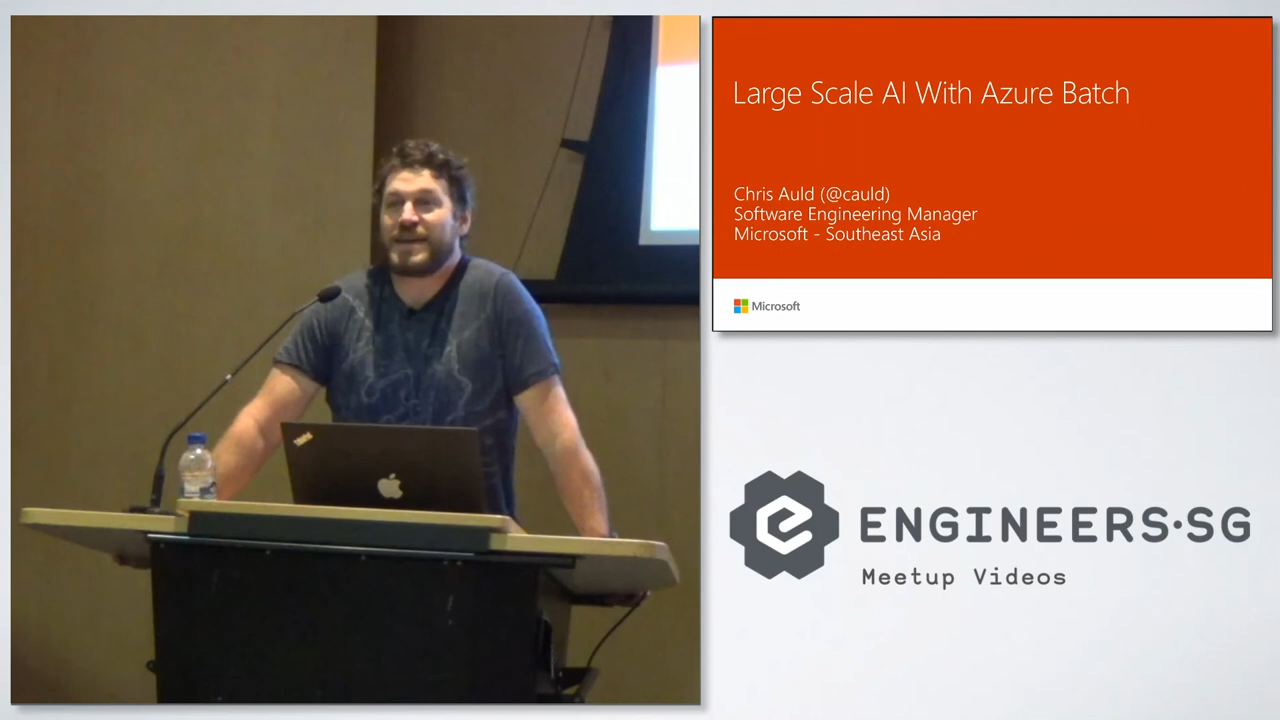 Large Scale AI With Azure Batch
Chris Auld (@cauld)
Software Engineering Manager
Microsoft - Southeast Asia
Microsoft
ENGINEERS·SG
Meetup Videos